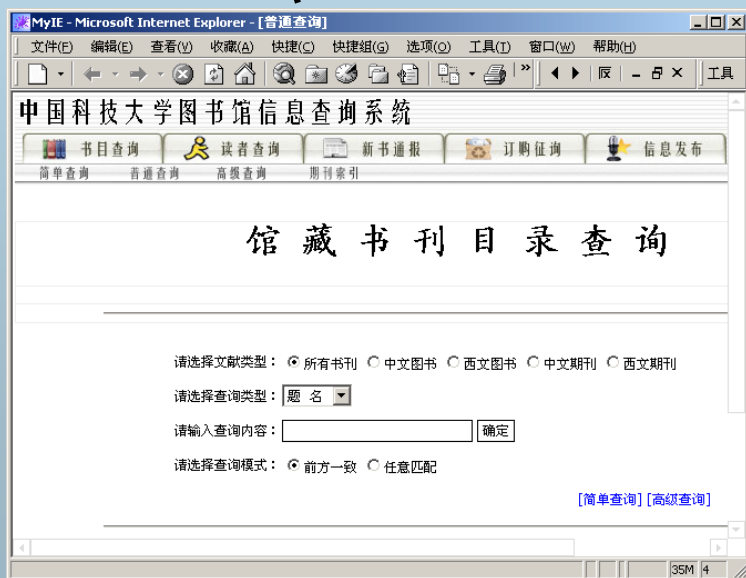 MyIE - Microsoft Internet Explorer - [普通查询]
文件(F) 编辑(E) 查看(V) 收藏(A) 快捷(C) 快捷组(G) 选项(O) 工具(T) 窗口(W) 帮助(H)
工具
中国科技大学图书馆信息查询系统
书目查询 读者查询 新书通报 订购征询 信息发布
简单查询 普通查询 高级查询 期刊索引
馆藏书刊目录查询
请选择文献类型： 所有书刊 中文图书 西文图书 中文期刊 西文期刊
请选择查询类型： 题 名
请输入查询内容： 确定
请选择查询模式： 前方一致 任意匹配
[简单查询] [高级查询]
35M 4